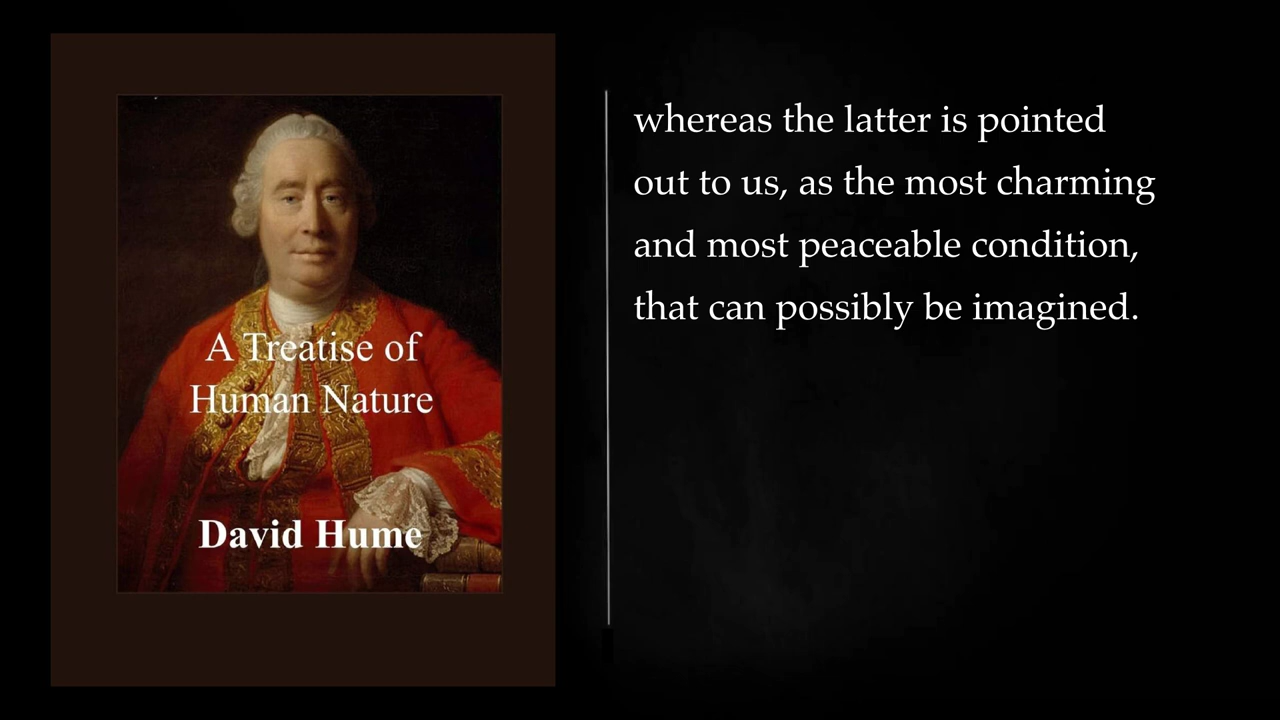 A Treatise of
Human Nature
David Hume
whereas the latter is pointed
out to us, as the most charming
and most peaceable condition,
that can possibly be imagined.